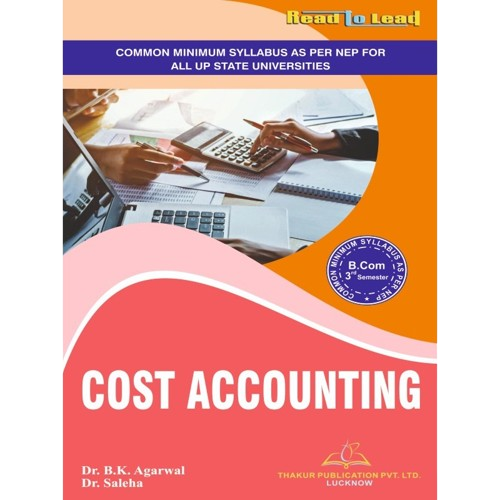 Read to Lead
COMMON MINIMUM SYLLABUS AS PER NEP FOR
ALL UP STATE UNIVERSITIES
COMMON MINIMUM SYLLABUS AS PER NEP
B.Com
3rd Semester
COST ACCOUNTING
Dr. B.K. Agarwal
Dr. Saleha
THAKUR PUBLICATION PVT. LTD.
LUCKNOW